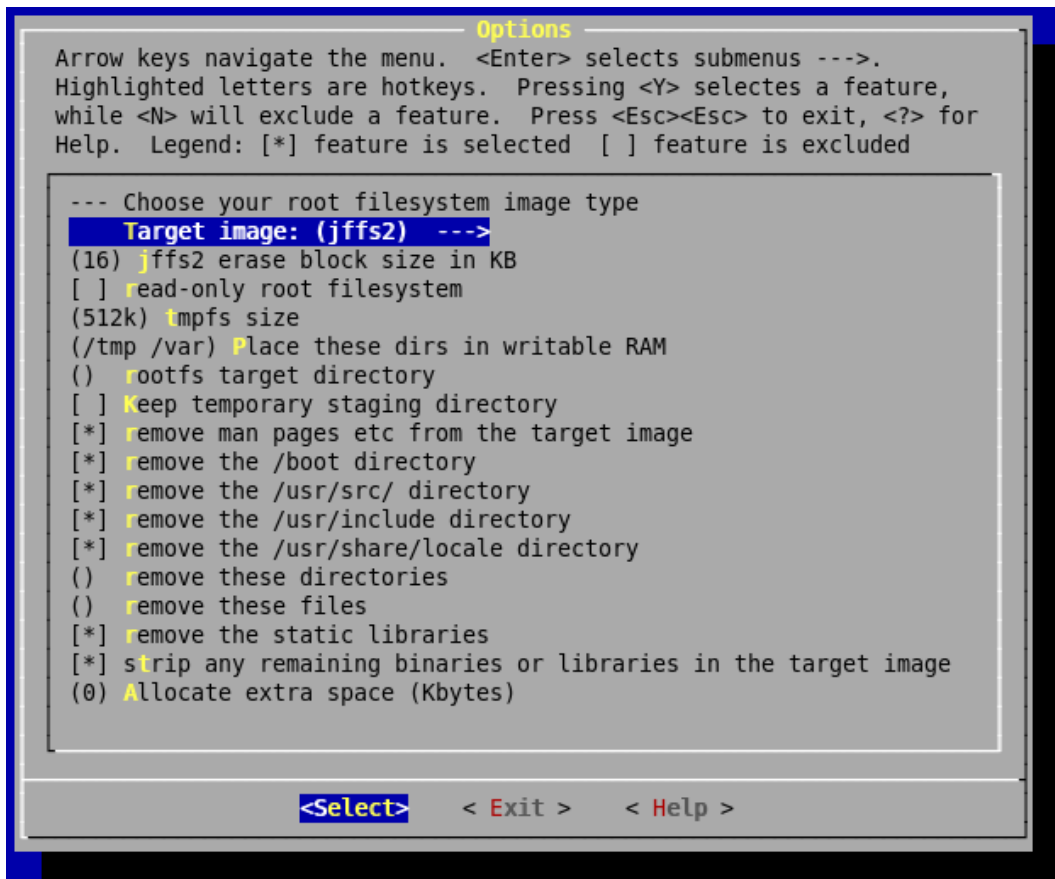 Options
Arrow keys navigate the menu.  <Enter> selects submenus --->.
Highlighted letters are hotkeys.  Pressing <Y> selectes a feature,
while <N> will exclude a feature.  Press <Esc><Esc> to exit, <?> for
Help.  Legend: [*] feature is selected  [ ] feature is excluded
--- Choose your root filesystem image type
Target image: (jffs2)  --->
(16) jffs2 erase block size in KB
[ ] read-only root filesystem
(512k) tmpfs size
(/tmp /var) Place these dirs in writable RAM
()  rootfs target directory
[ ] Keep temporary staging directory
[*] remove man pages etc from the target image
[*] remove the /boot directory
[*] remove the /usr/src/ directory
[*] remove the /usr/include directory
[*] remove the /usr/share/locale directory
()  remove these directories
()  remove these files
[*] remove the static libraries
[*] strip any remaining binaries or libraries in the target image
(0) Allocate extra space (Kbytes)
<Select>    < Exit >    < Help >